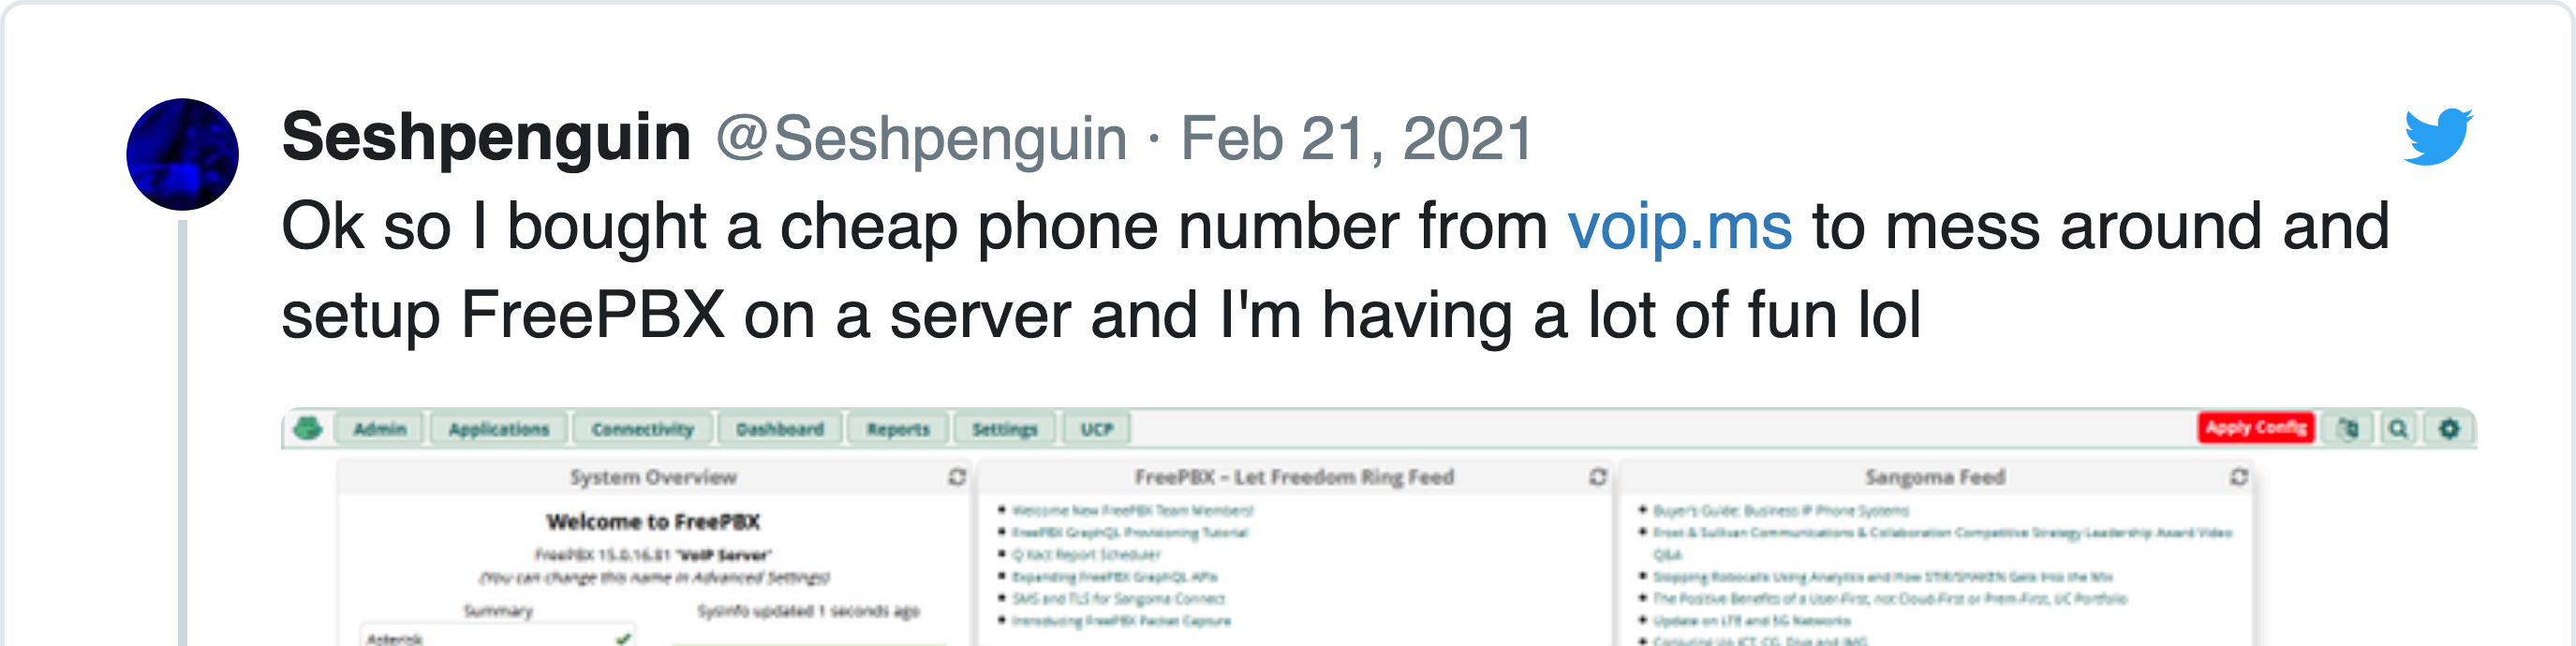 Seshpenguin @Seshpenguin · Feb 21, 2021
Ok so I bought a cheap phone number from voip.ms to mess around and
setup FreePBX on a server and I'm having a lot of fun lol
Admin Applications Connectivity Dashboard Reports Settings UCP Apply Config
System Overview
Welcome to FreePBX
FreePBX 15.0.16.81 'VoIP Server'
(You can change this name in Advanced Settings)
Summary
Sysinfo updated 1 seconds ago
Asterisk
FreePBX – Let Freedom Ring Feed
Welcome New FreePBX Team Members!
FreePBX GraphQL Provisioning Tutorial
Q Xact Report Scheduler
Expanding FreePBX GraphQL APIs
SMS and TLS for Sangoma Connect
Introducing FreePBX Packet Capture
Sangoma Feed
Buyer's Guide: Business IP Phone Systems
Frost & Sullivan Communications & Collaboration Competitive Strategy Leadership Award Video
Q&A
Stopping Robocalls Using Analytics and How STIR/SHAKEN Gets Into the Mix
The Positive Benefits of a User-First, not Cloud-First or Prem-First, UC Portfolio
Update on LTE and 5G Networks